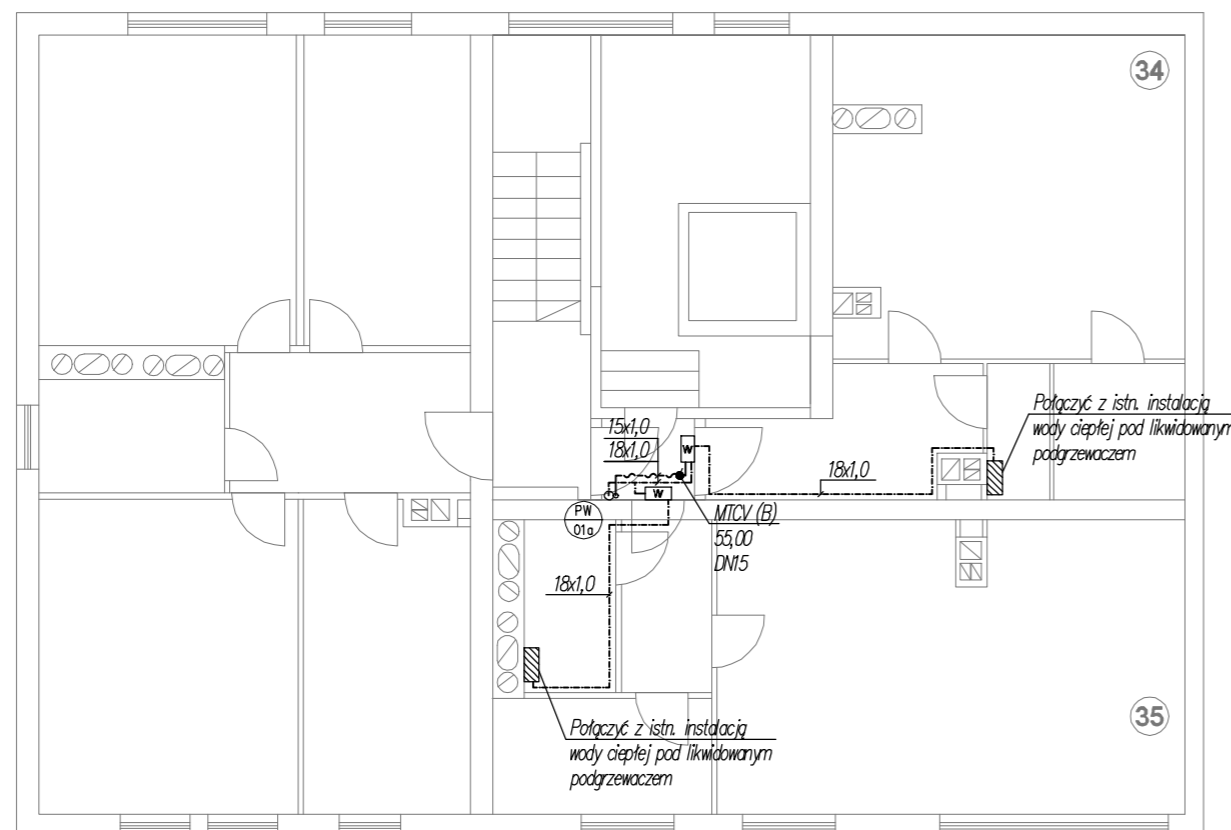 34
Połączyć z istn. instalacją
wody ciepłej pod likwidowanym
podgrzewaczem
15x1,0
18x1,0
W
18x1,0
W
PW
01a
MTCV (B)
55,00
DN15
18x1,0
35
Połączyć z istn. instalacją
wody ciepłej pod likwidowanym
podgrzewaczem